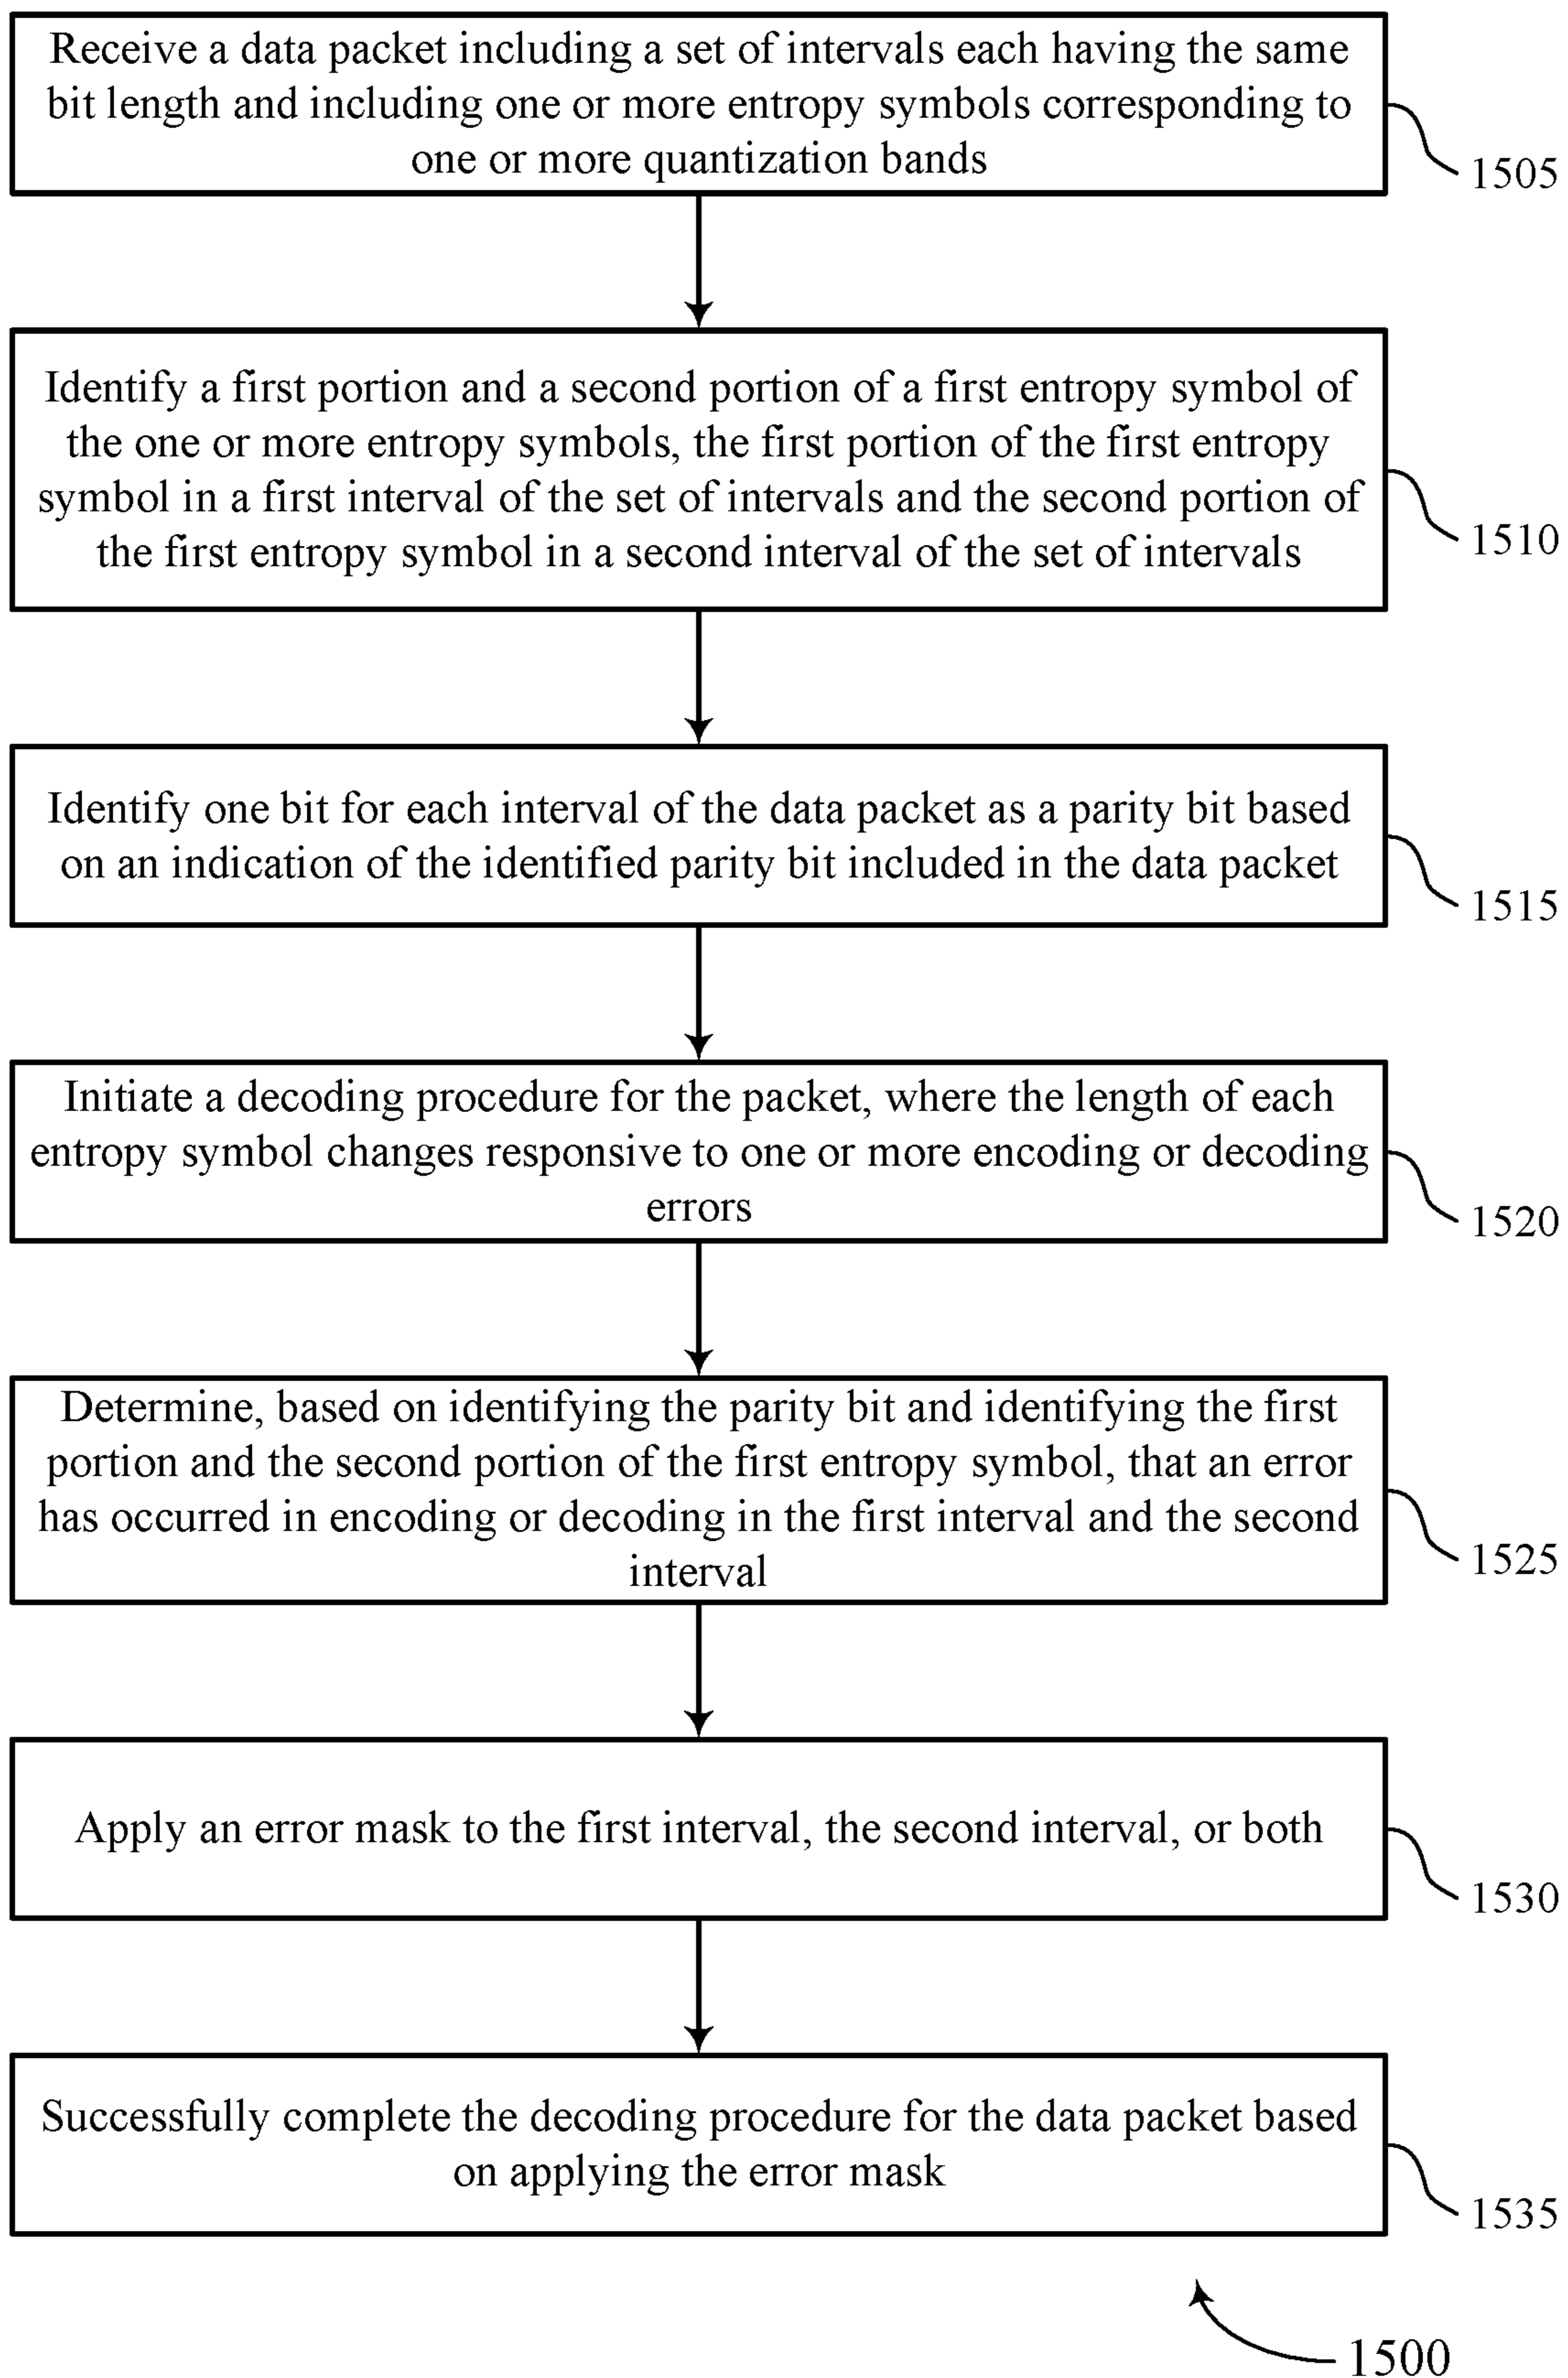 Receive a data packet including a set of intervals each having the same
bit length and including one or more entropy symbols corresponding to
one or more quantization bands
1505
Identify a first portion and a second portion of a first entropy symbol of
the one or more entropy symbols, the first portion of the first entropy
symbol in a first interval of the set of intervals and the second portion of
the first entropy symbol in a second interval of the set of intervals
1510
Identify one bit for each interval of the data packet as a parity bit based
on an indication of the identified parity bit included in the data packet
1515
Initiate a decoding procedure for the packet, where the length of each
entropy symbol changes responsive to one or more encoding or decoding
errors
1520
Determine, based on identifying the parity bit and identifying the first
portion and the second portion of the first entropy symbol, that an error
has occurred in encoding or decoding in the first interval and the second
interval
1525
Apply an error mask to the first interval, the second interval, or both
1530
Successfully complete the decoding procedure for the data packet based
on applying the error mask
1535
1500